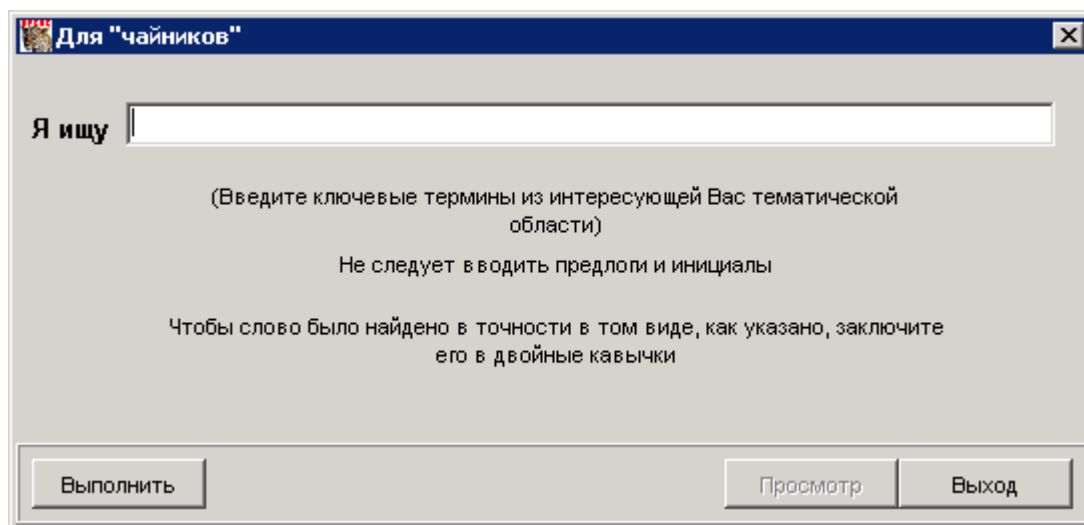 Для "чайников"
Я ищу
(Введите ключевые термины из интересующей Вас тематической
области)
Не следует вводить предлоги и инициалы
Чтобы слово было найдено в точности в том виде, как указано, заключите
его в двойные кавычки
Выполнить
Просмотр
Выход